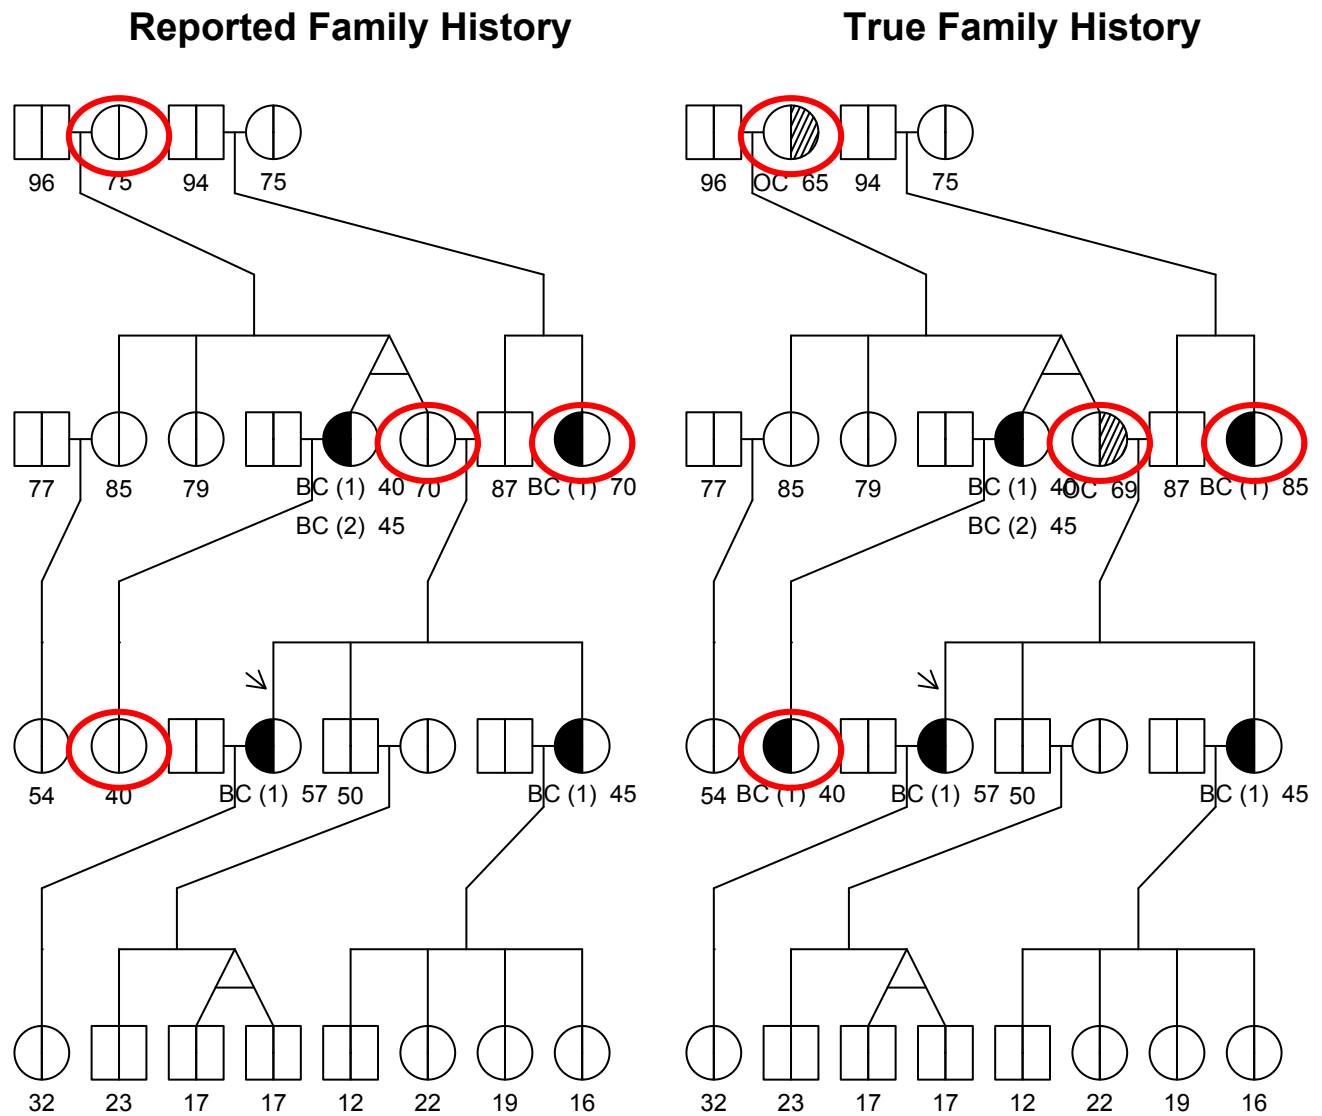 Reported Family History
True Family History
96 75 94 75
96 OC 65 94 75
77 85 79 BC (1) 40 70 87 BC (1) 70
BC (2) 45
77 85 79 BC (1) 40 OC 69 87 BC (1) 85
BC (2) 45
54 40 BC (1) 57 50 BC (1) 45
54 BC (1) 40 BC (1) 57 50 BC (1) 45
32 23 17 17 12 22 19 16
32 23 17 17 12 22 19 16